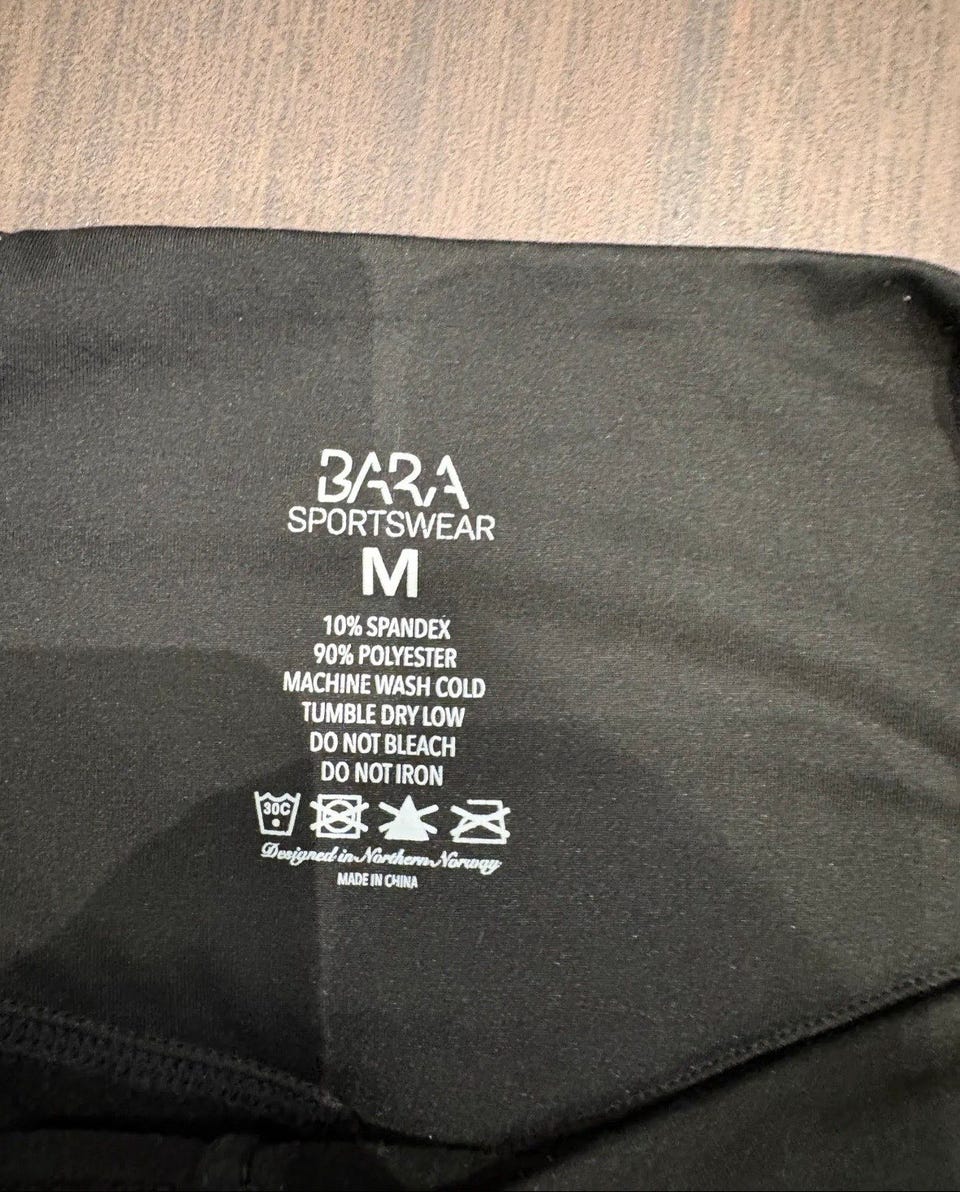 BARA
SPORTSWEAR
M
10% SPANDEX
90% POLYESTER
MACHINE WASH COLD
TUMBLE DRY LOW
DO NOT BLEACH
DO NOT IRON
30C
Designed in Northern Norway
MADE IN CHINA